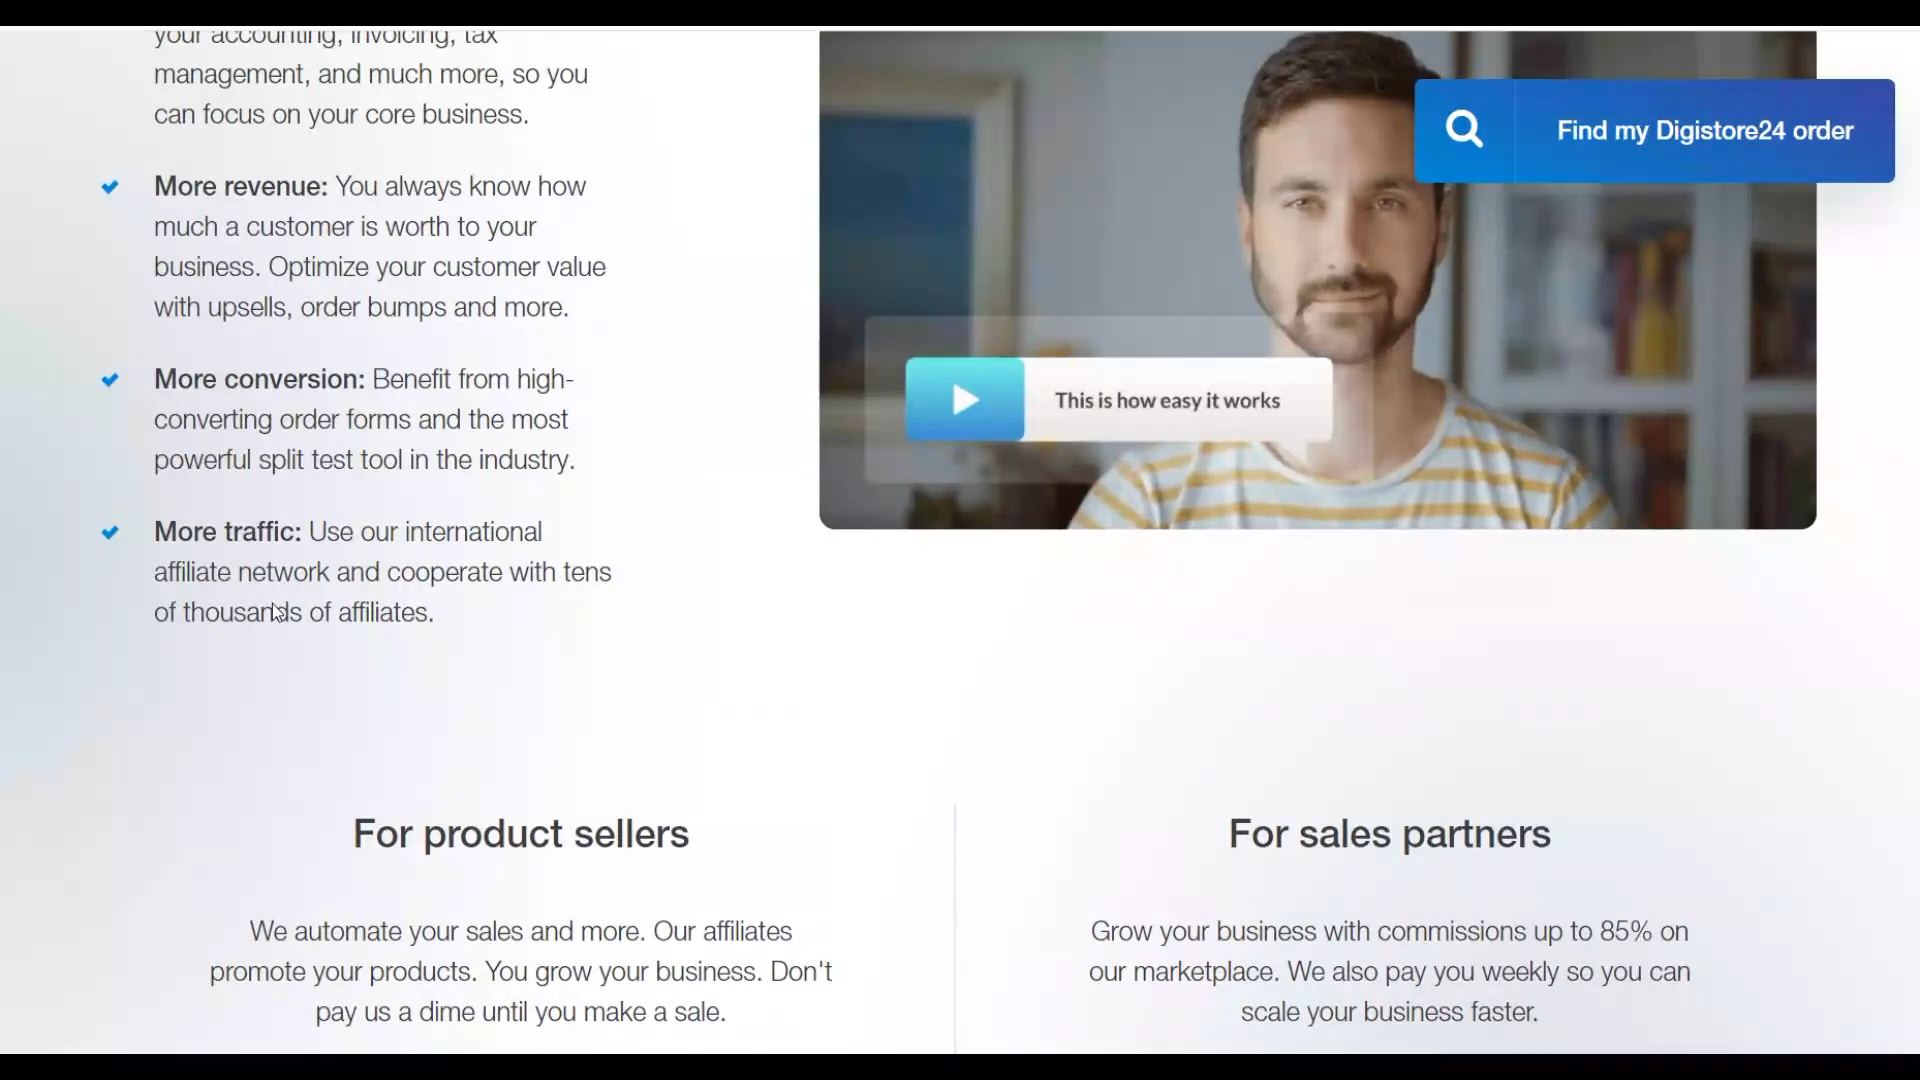 your accounting, invoicing, tax
management, and much more, so you
can focus on your core business.
More revenue: You always know how
much a customer is worth to your
business. Optimize your customer value
with upsells, order bumps and more.
More conversion: Benefit from high-
converting order forms and the most
powerful split test tool in the industry.
More traffic: Use our international
affiliate network and cooperate with tens
of thousands of affiliates.
Find my Digistore24 order
This is how easy it works
For product sellers
We automate your sales and more. Our affiliates
promote your products. You grow your business. Don't
pay us a dime until you make a sale.
For sales partners
Grow your business with commissions up to 85% on
our marketplace. We also pay you weekly so you can
scale your business faster.